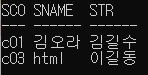 SCO SNAME  STR
--- ------ ------
c01 김오라 김길수
c03 html   이길동